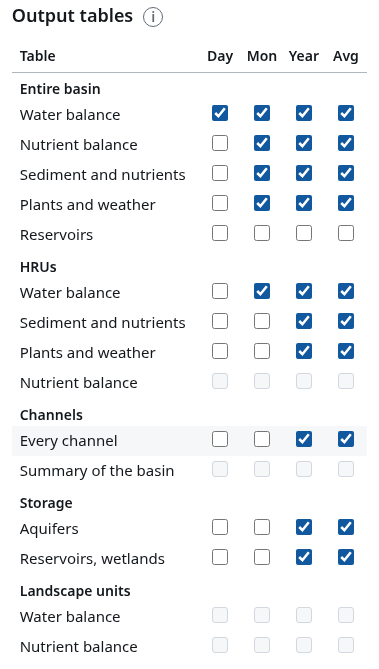 Output tables i
Table Day Mon Year Avg
Entire basin
Water balance
Nutrient balance
Sediment and nutrients
Plants and weather
Reservoirs
HRUs
Water balance
Sediment and nutrients
Plants and weather
Nutrient balance
Channels
Every channel
Summary of the basin
Storage
Aquifers
Reservoirs, wetlands
Landscape units
Water balance
Nutrient balance